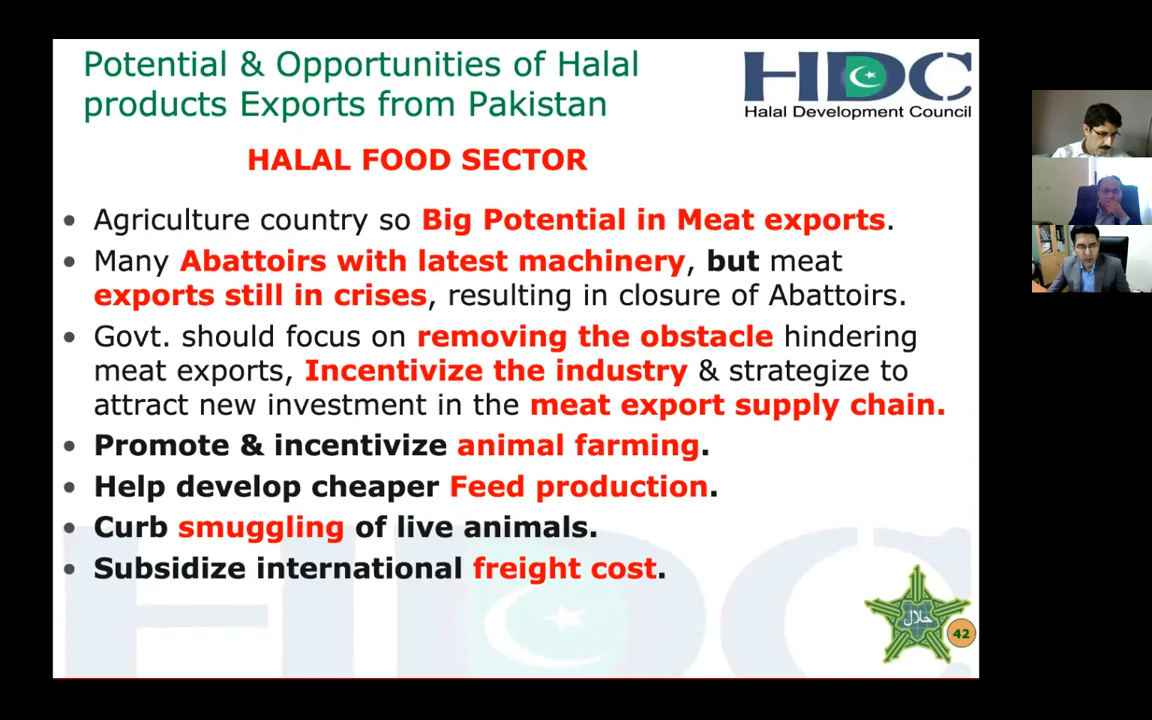 Potential & Opportunities of Halal
products Exports from Pakistan
HDC
Halal Development Council
HALAL FOOD SECTOR
• Agriculture country so Big Potential in Meat exports.
• Many Abattoirs with latest machinery, but meat
exports still in crises, resulting in closure of Abattoirs.
• Govt. should focus on removing the obstacle hindering
meat exports, Incentivize the industry & strategize to
attract new investment in the meat export supply chain.
• Promote & incentivize animal farming.
• Help develop cheaper Feed production.
• Curb smuggling of live animals.
• Subsidize international freight cost.
HDC
حلال
42